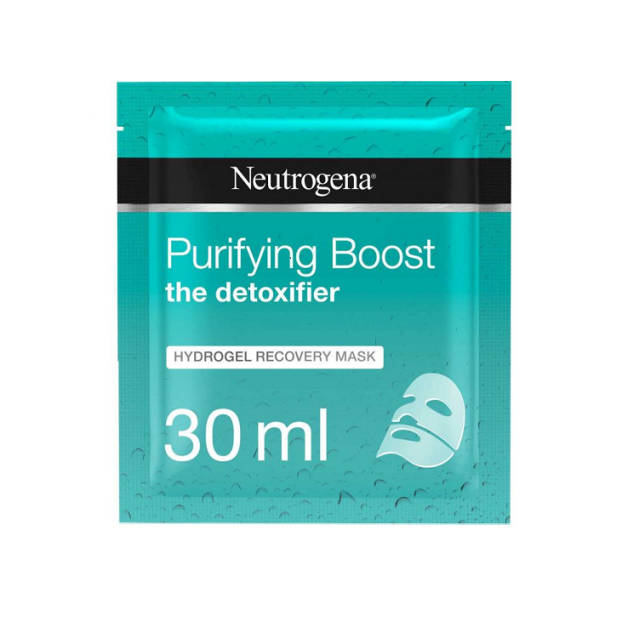 Neutrogena®
Purifying Boost
the detoxifier
HYDROGEL RECOVERY MASK
30 ml